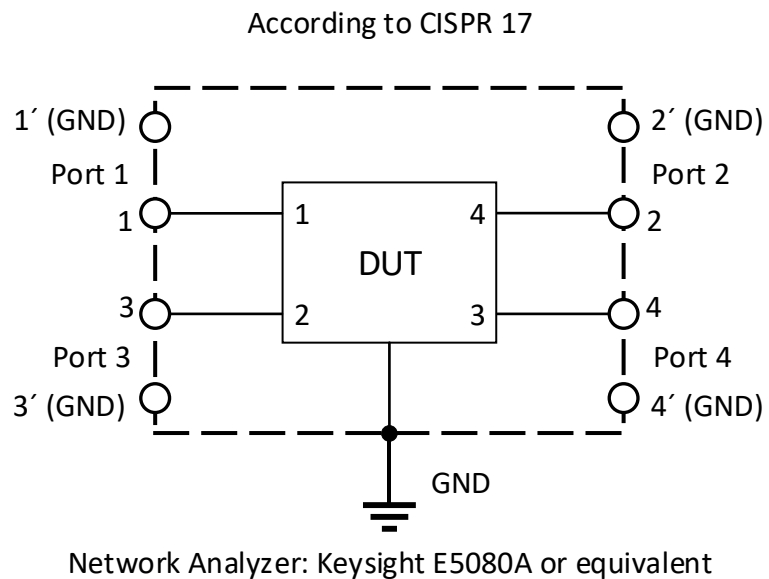 According to CISPR 17
1´ (GND)
2´ (GND)
Port 1
Port 2
1
1
4
2
DUT
3
2
3
4
Port 3
Port 4
3´ (GND)
4´ (GND)
GND
Network Analyzer: Keysight E5080A or equivalent